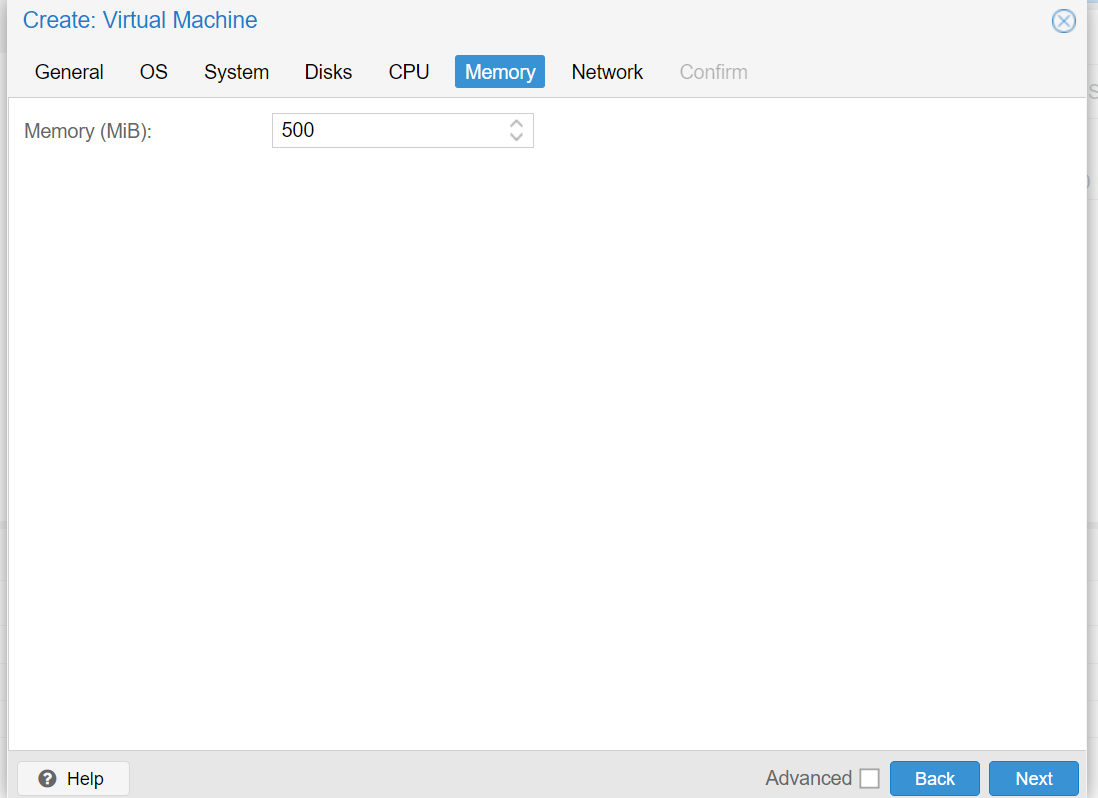 Create: Virtual Machine
General OS System Disks CPU Memory Network Confirm
Memory (MiB): 500
Help Advanced Back Next